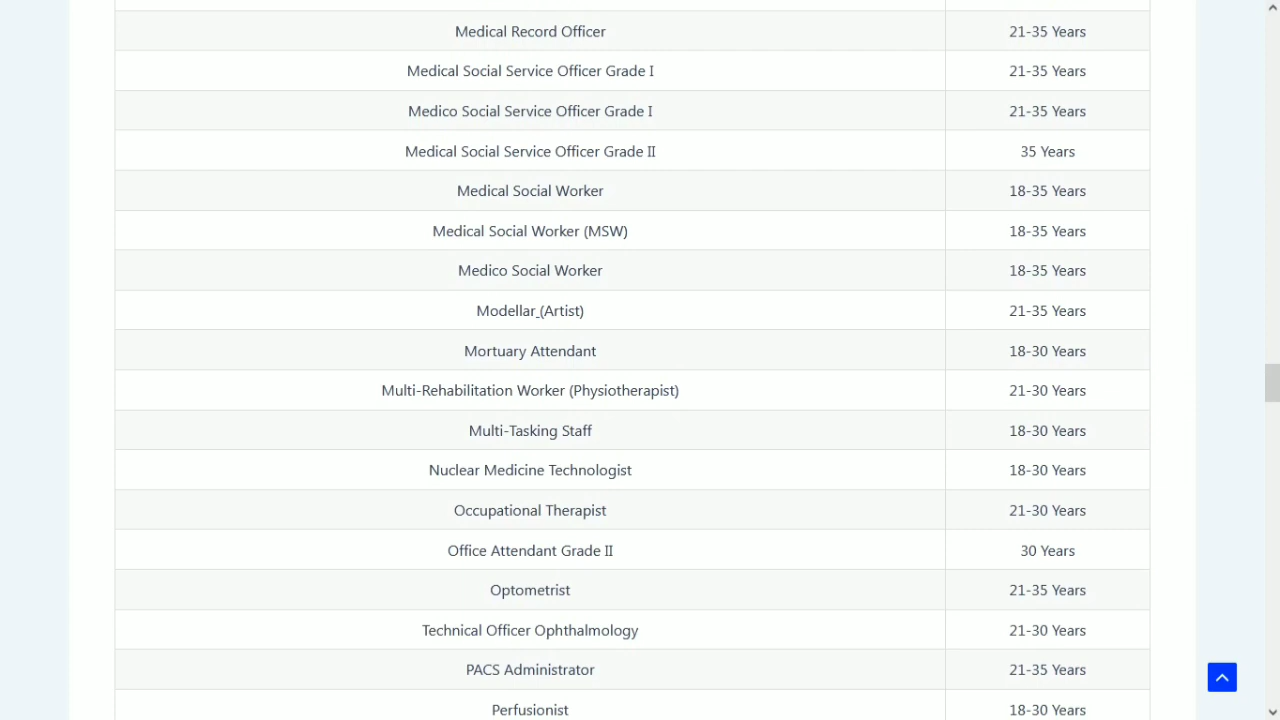 Medical Record Officer 21-35 Years
Medical Social Service Officer Grade I 21-35 Years
Medico Social Service Officer Grade I 21-35 Years
Medical Social Service Officer Grade II 35 Years
Medical Social Worker 18-35 Years
Medical Social Worker (MSW) 18-35 Years
Medico Social Worker 18-35 Years
Modellar (Artist) 21-35 Years
Mortuary Attendant 18-30 Years
Multi-Rehabilitation Worker (Physiotherapist) 21-30 Years
Multi-Tasking Staff 18-30 Years
Nuclear Medicine Technologist 18-30 Years
Occupational Therapist 21-30 Years
Office Attendant Grade II 30 Years
Optometrist 21-35 Years
Technical Officer Ophthalmology 21-30 Years
PACS Administrator 21-35 Years
Perfusionist 18-30 Years